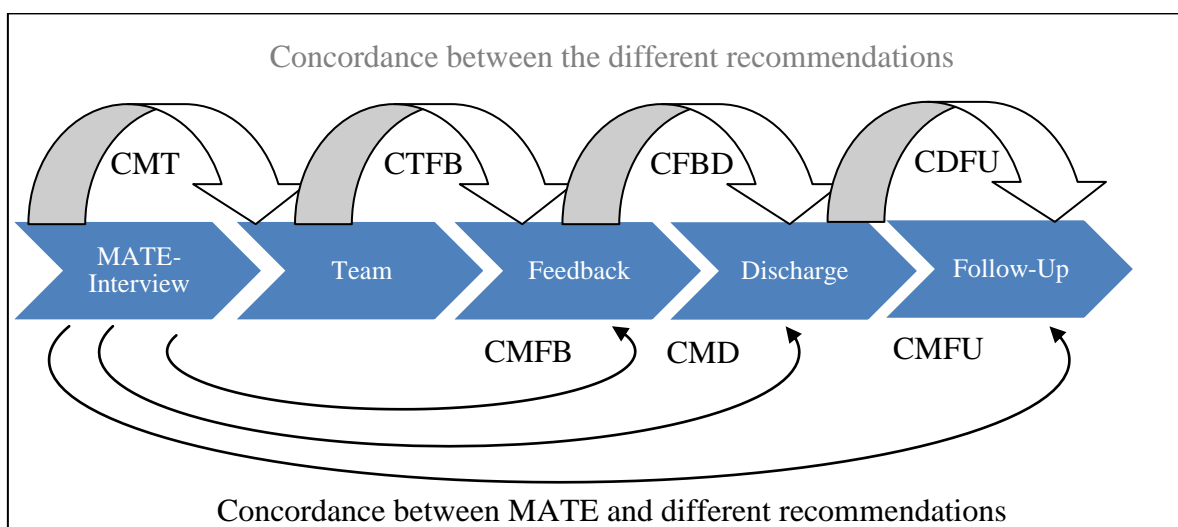 Concordance between the different recommendations
CMT
CTFB
CFBD
CDFU
MATE-
Interview
Team
Feedback
Discharge
Follow-Up
CMFB
CMD
CMFU
Concordance between MATE and different recommendations